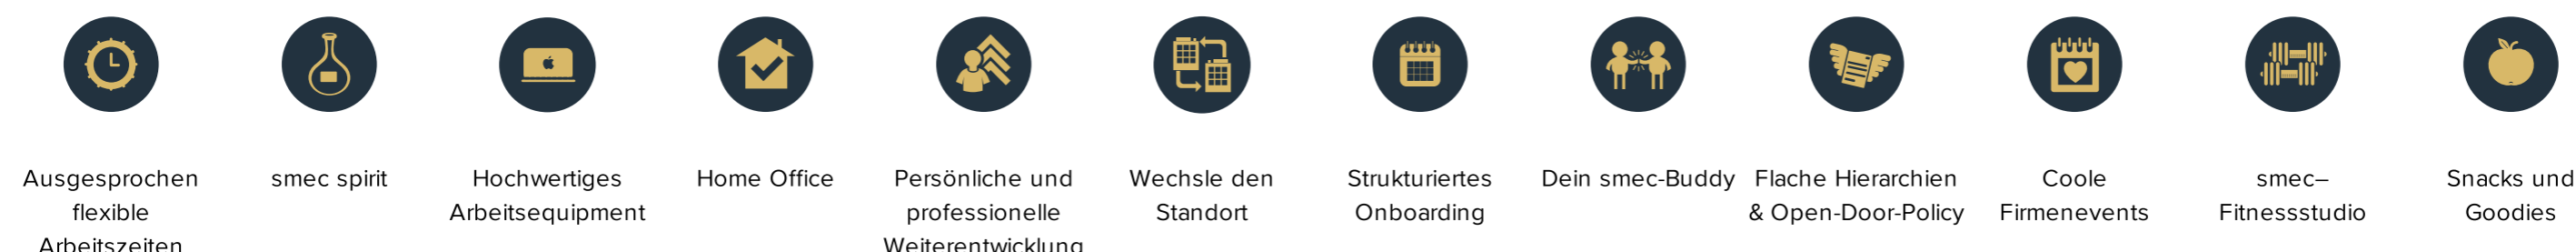 Ausgesprochen
flexible
Arbeitszeiten
smec spirit
Hochwertiges
Arbeitsequipment
Home Office
Persönliche und
professionelle
Weiterentwicklung
Wechsle den
Standort
Strukturiertes
Onboarding
Dein smec-Buddy
Flache Hierarchien
& Open-Door-Policy
Coole
Firmenevents
smec–
Fitnessstudio
Snacks und
Goodies